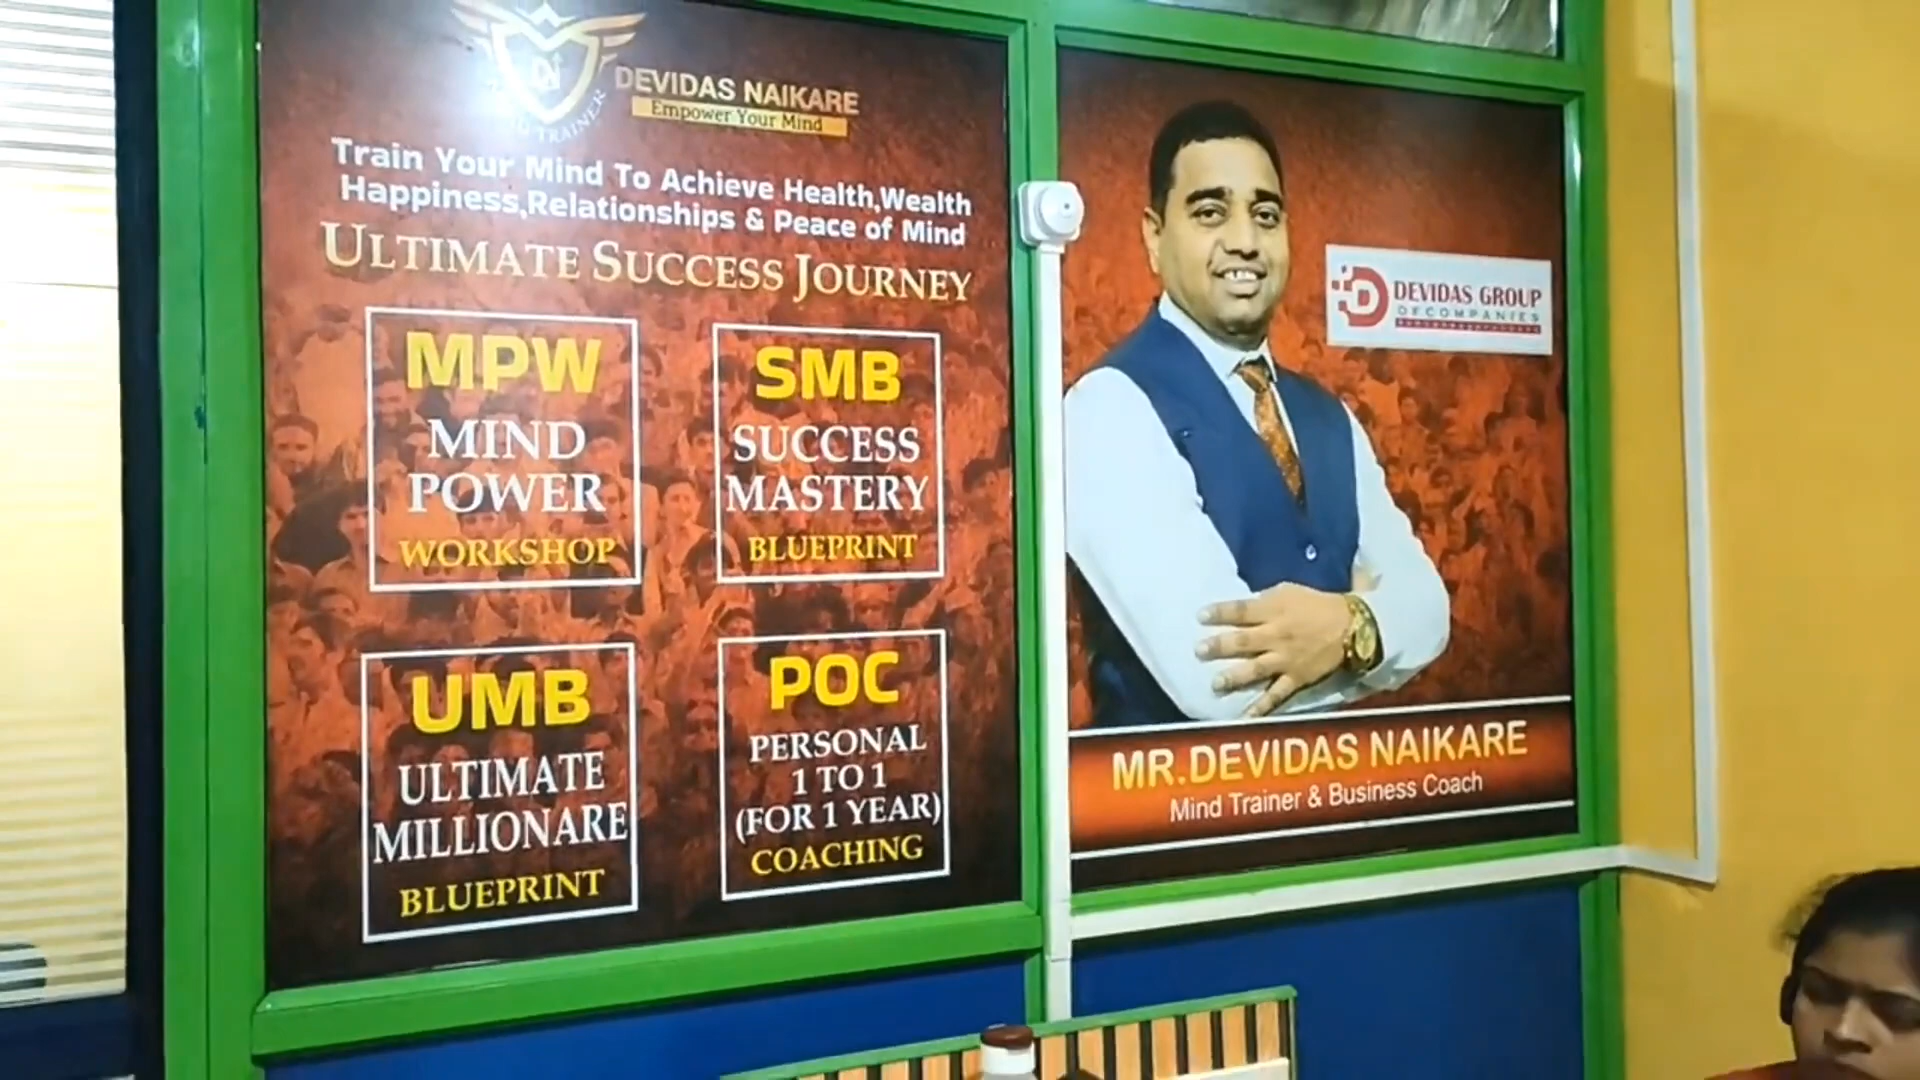 DEVIDAS NAIKARE
Empower Your Mind
TRAINER
Train Your Mind To Achieve Health,Wealth
Happiness,Relationships & Peace of Mind
ULTIMATE SUCCESS JOURNEY
MPW
MIND
POWER
WORKSHOP
SMB
SUCCESS
MASTERY
BLUEPRINT
UMB
ULTIMATE
MILLIONARE
BLUEPRINT
POC
PERSONAL
1 TO 1
(FOR 1 YEAR)
COACHING
D
DEVIDAS GROUP
OF COMPANIES
MR.DEVIDAS NAIKARE
Mind Trainer & Business Coach